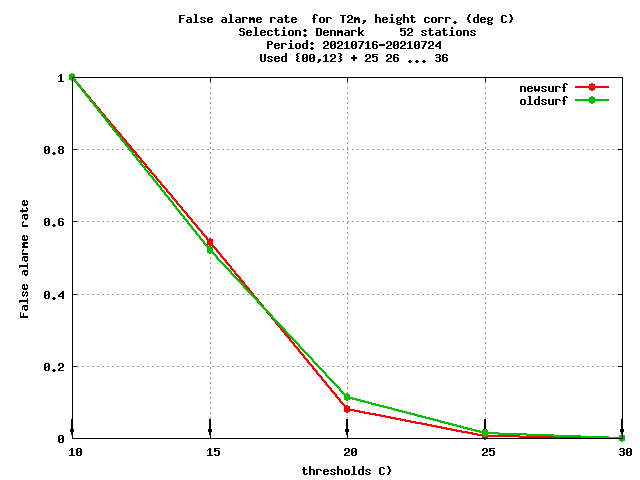 False alarme rate  for T2m, height corr. (deg C)
Selection: Denmark     52 stations
Period: 20210716-20210724
Used {00,12} + 25 26 ... 36
newsurf
oldsurf
1
0.8
0.6
0.4
0.2
0
False alarme rate
10 15 20 25 30
thresholds C)